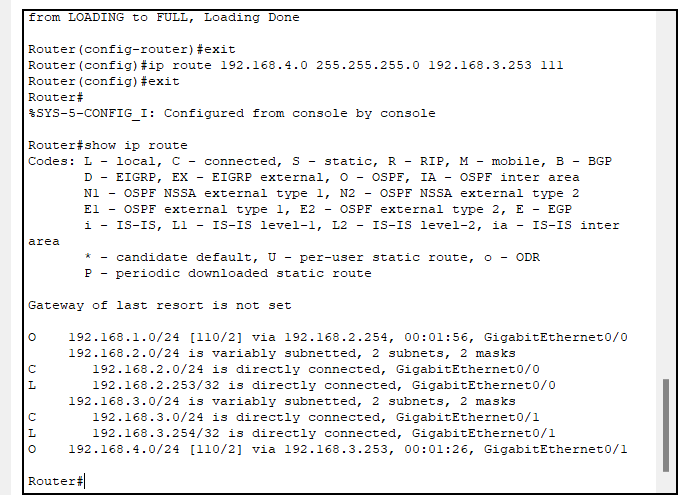 from LOADING to FULL, Loading Done
Router(config-router)#exit
Router(config)#ip route 192.168.4.0 255.255.255.0 192.168.3.253 111
Router(config)#exit
Router#
%SYS-5-CONFIG_I: Configured from console by console
Router#show ip route
Codes: L - local, C - connected, S - static, R - RIP, M - mobile, B - BGP
       D - EIGRP, EX - EIGRP external, O - OSPF, IA - OSPF inter area
       N1 - OSPF NSSA external type 1, N2 - OSPF NSSA external type 2
       E1 - OSPF external type 1, E2 - OSPF external type 2, E - EGP
       i - IS-IS, L1 - IS-IS level-1, L2 - IS-IS level-2, ia - IS-IS inter
area
       * - candidate default, U - per-user static route, o - ODR
       P - periodic downloaded static route
Gateway of last resort is not set
O    192.168.1.0/24 [110/2] via 192.168.2.254, 00:01:56, GigabitEthernet0/0
     192.168.2.0/24 is variably subnetted, 2 subnets, 2 masks
C       192.168.2.0/24 is directly connected, GigabitEthernet0/0
L       192.168.2.253/32 is directly connected, GigabitEthernet0/0
     192.168.3.0/24 is variably subnetted, 2 subnets, 2 masks
C       192.168.3.0/24 is directly connected, GigabitEthernet0/1
L       192.168.3.254/32 is directly connected, GigabitEthernet0/1
O    192.168.4.0/24 [110/2] via 192.168.3.253, 00:01:26, GigabitEthernet0/1
Router#